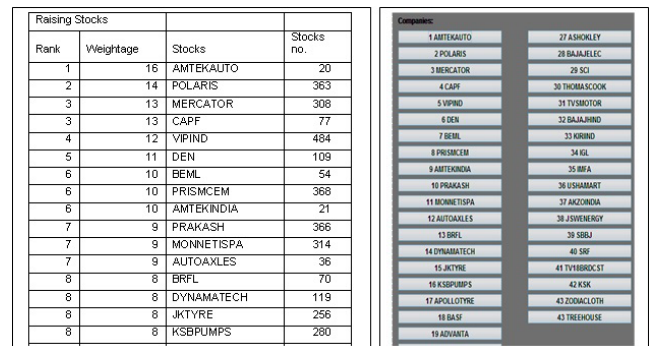 Raising Stocks
Rank Weightage Stocks Stocks no.
1 16 AMTEKAUTO 20
2 14 POLARIS 363
3 13 MERCATOR 308
3 13 CAPF 77
4 12 VIPIND 484
5 11 DEN 109
6 10 BEML 54
6 10 PRISMCEM 368
6 10 AMTEKINDIA 21
7 9 PRAKASH 366
7 9 MONNETISPA 314
7 9 AUTOAXLES 36
8 8 BRFL 70
8 8 DYNAMATECH 119
8 8 JKTYRE 256
8 8 KSBPUMPS 280
Companies:
1 AMTEKAUTO 27 ASHOKLEY
2 POLARIS 28 BAJAJELEC
3 MERCATOR 29 SCI
4 CAPF 30 THOMASCOOK
5 VIPIND 31 TVSMOTOR
6 DEN 32 BAJAJHIND
7 BEML 33 KIRIIND
8 PRISMCEM 34 IGL
9 AMTEKINDIA 35 IMFA
10 PRAKASH 36 USHAMART
11 MONNETISPA 37 AKZOINDIA
12 AUTOAXLES 38 JSWENERGY
13 BRFL 39 SBBJ
14 DYNAMATECH 40 SRF
15 JKTYRE 41 TV18BRDCST
16 KSBPUMPS 42 KSK
17 APOLLOTYRE 43 ZODIACLOTH
18 BASF 43 TREEHOUSE
19 ADVANTA